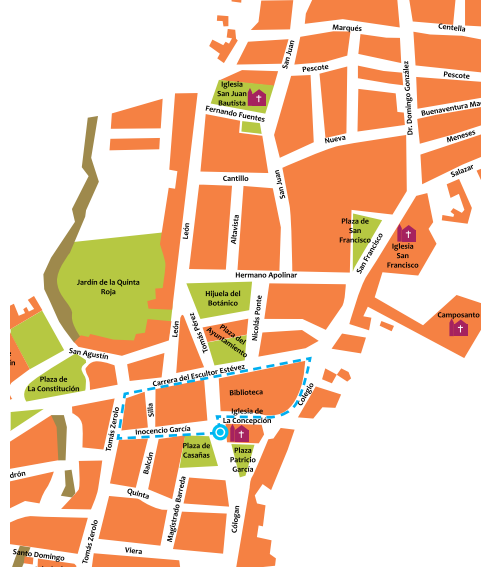 Marqués
Centella
San Juan
Pescote
Pescote
Dr. Domingo González
Iglesia
San Juan
Bautista
Fernando Fuentes
Buenaventura
Nueva
Meneses
Salazar
Cantillo
San Juan
León
Altavista
Plaza de
San
Francisco
San Francisco
Iglesia
San
Francisco
Hermano Apolinar
Jardín de la Quinta
Roja
Hijuela del
Botánico
Nicolás Ponte
Camposanto
León
Tomás Pérez
Plaza del
Ayuntamiento
San Agustín
Carrera del Escultor Estévez
Plaza de
La Constitución
Biblioteca
Colegio
Silla
Tomás Zerolo
Iglesia de
La Concepción
Inocencio García
Plaza de
Casañas
Plaza
Patricio
García
Balcón
Quinta
Magistrado Barreda
Cólogan
Tomás Zerolo
Viera
Santo Domingo